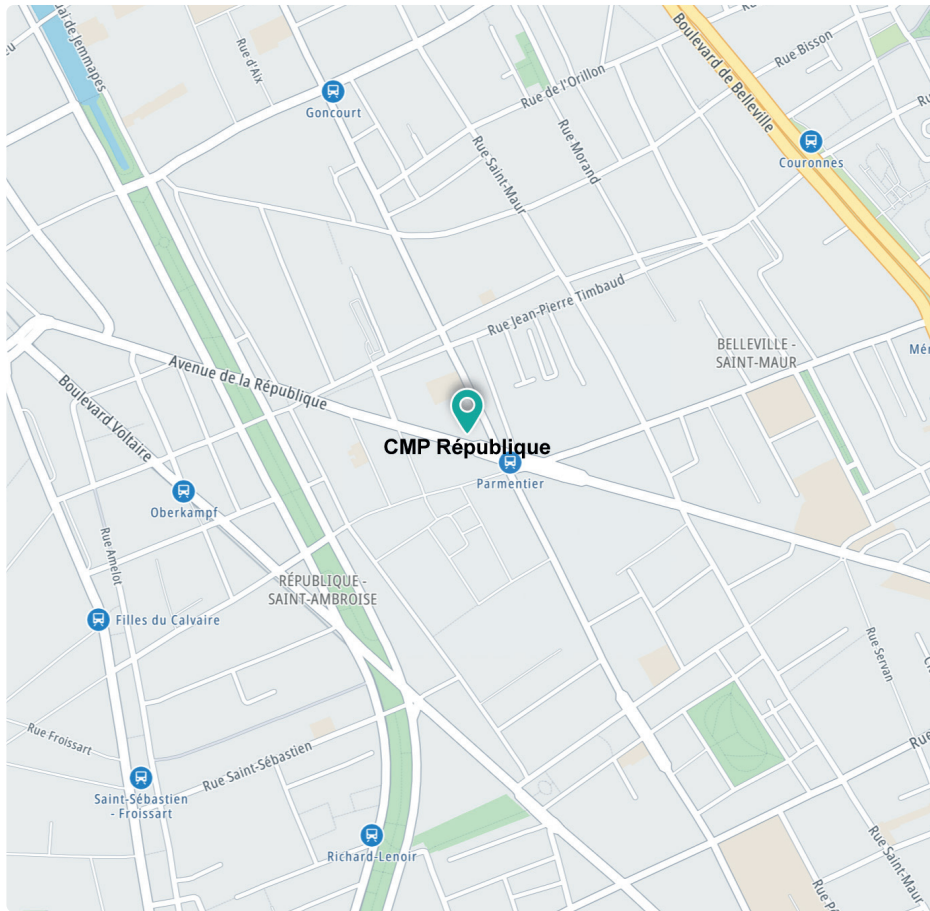 al de Jemmapes
Rue d'Aix
Goncourt
Rue de l'Orillon
Boulevard de Belleville
Rue Bisson
Couronnes
Rue Saint-Maur
Rue Morand
Rue Jean-Pierre Timbaud
BELLEVILLE -
SAINT-MAUR
Mén
Avenue de la République
Boulevard Voltaire
CMP République
Parmentier
Oberkampf
Rue Amelot
RÉPUBLIQUE -
SAINT-AMBROISE
Filles du Calvaire
Rue Servan
Rue Froissart
Rue Saint-Sébastien
Saint-Sébastien
- Froissart
Richard-Lenoir
Rue Saint-Maur